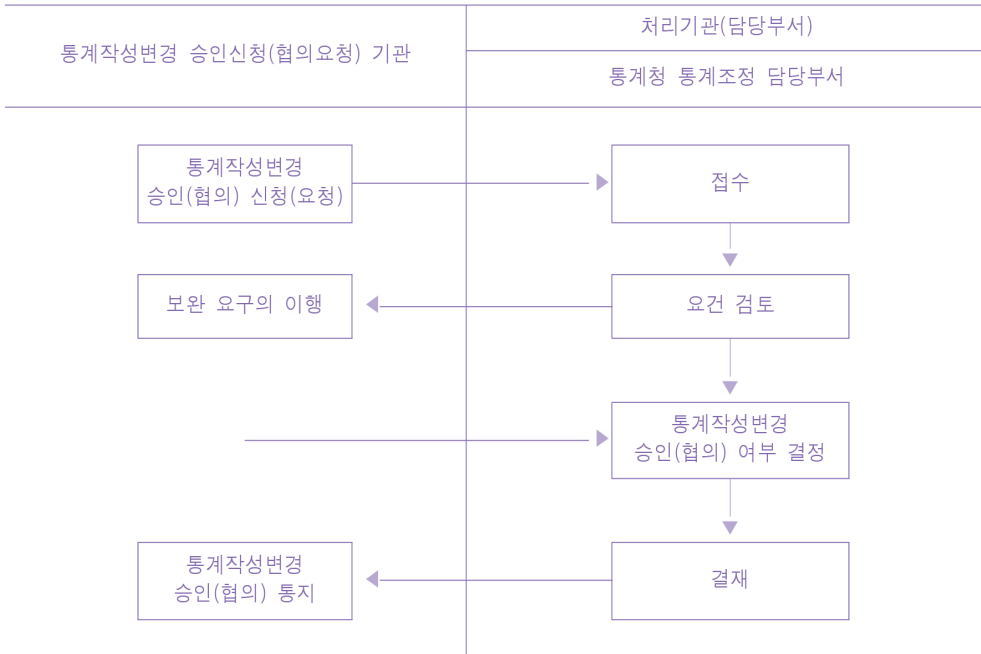 통계작성변경 승인신청(협의요청) 기관
처리기관(담당부서)
통계청 통계조정 담당부서
통계작성변경
승인(협의) 신청(요청)
접수
보완 요구의 이행
요건 검토
통계작성변경
승인(협의) 여부 결정
통계작성변경
승인(협의) 통지
결재